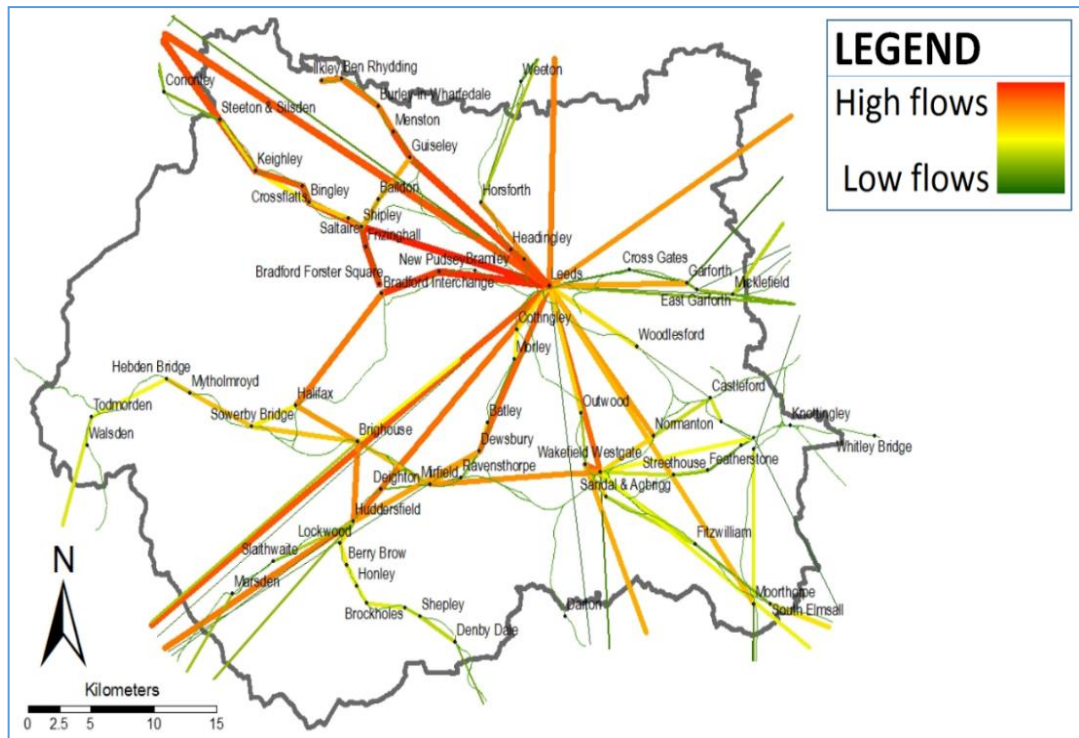 LEGEND
High flows
Low flows
Cononley
Steeton & Silsden
Ilkley
Ben Rhydding
Burley-in-Wharfedale
Menston
Guiseley
Weeton
Keighley
Bingley
Crossflatts
Baildon
Horsforth
Shipley
Saltaire
Frizinghall
Headingley
Bradford Forster Square
New Pudsey
Bramley
Bradford Interchange
Leeds
Cross Gates
Garforth
Micklefield
East Garforth
Cottingley
Woodlesford
Morley
Hebden Bridge
Mytholmroyd
Halifax
Castleford
Todmorden
Sowerby Bridge
Batley
Outwood
Knottingley
Walsden
Brighouse
Dewsbury
Normanton
Whitley Bridge
Wakefield Westgate
Featherstone
Deighton
Mirfield
Ravensthorpe
Streethouse
Sandal & Agbrigg
Huddersfield
Lockwood
Fitzwilliam
Slaithwaite
Berry Brow
Marsden
Honley
Moorthorpe
South Elmsall
Brockholes
Shepley
Darton
Denby Dale
N
Kilometers
0 2.5 5 10 15